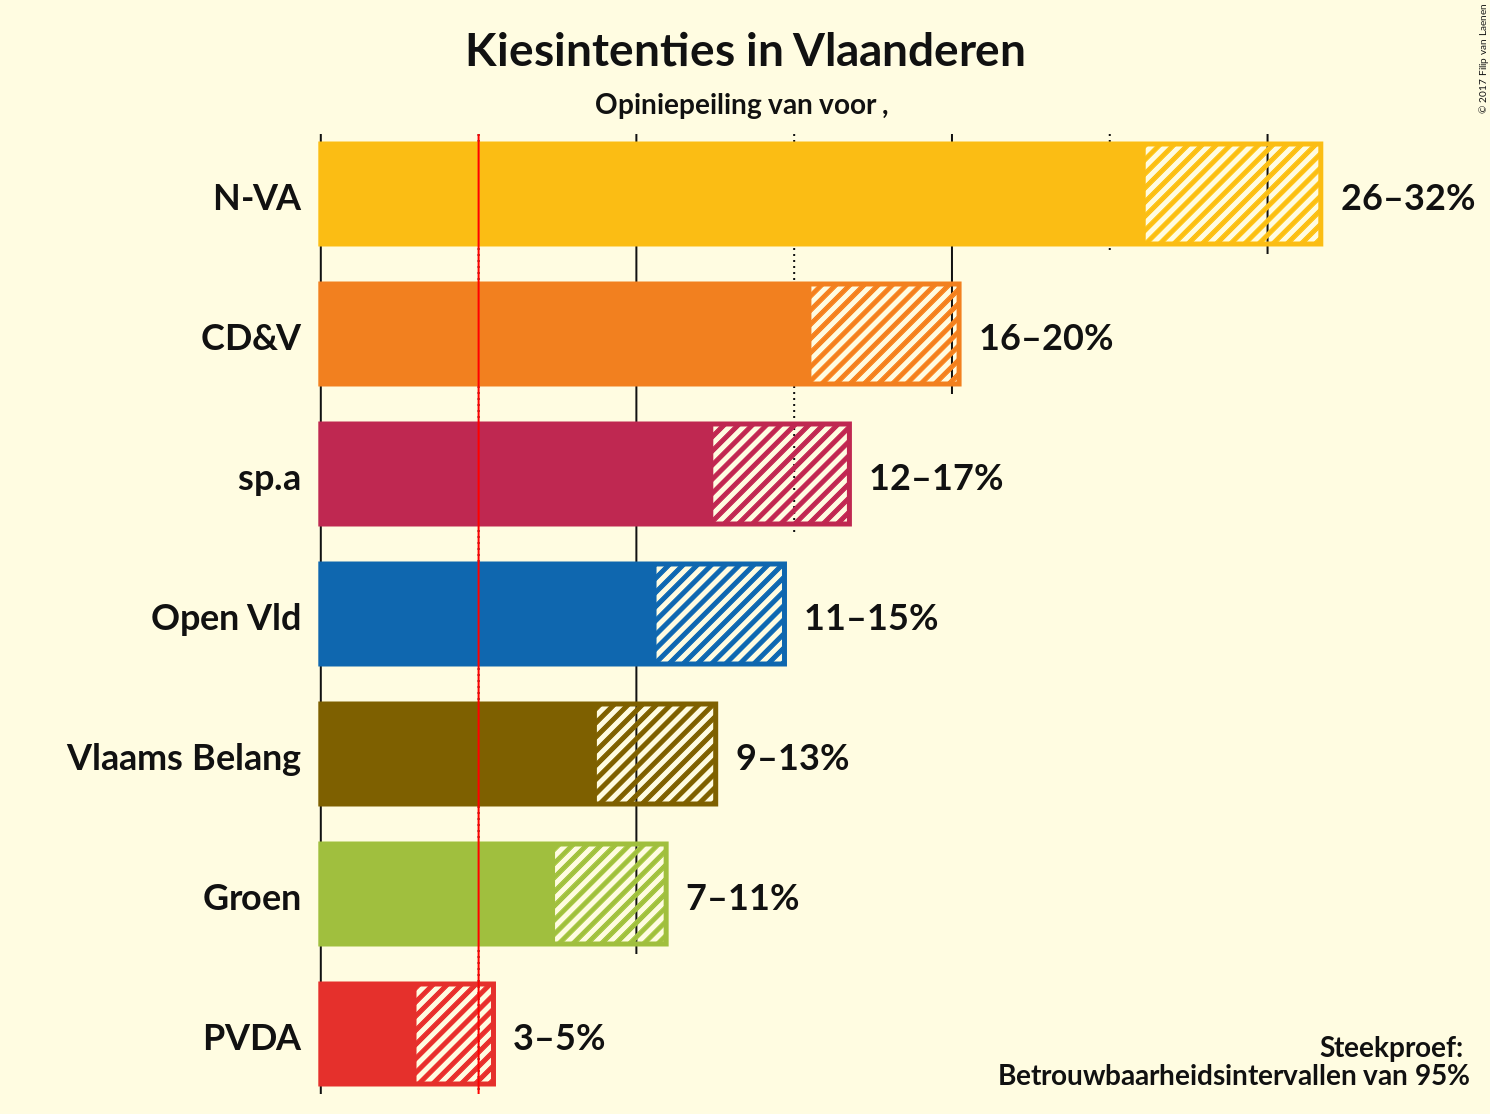 Kiesintenties in Vlaanderen
Opiniepeiling van voor ,
© 2017 Filip van Laenen
N-VA
26–32%
CD&V
16–20%
sp.a
12–17%
Open Vld
11–15%
Vlaams Belang
9–13%
Groen
7–11%
PVDA
3–5%
Steekproef:
Betrouwbaarheidsintervallen van 95%